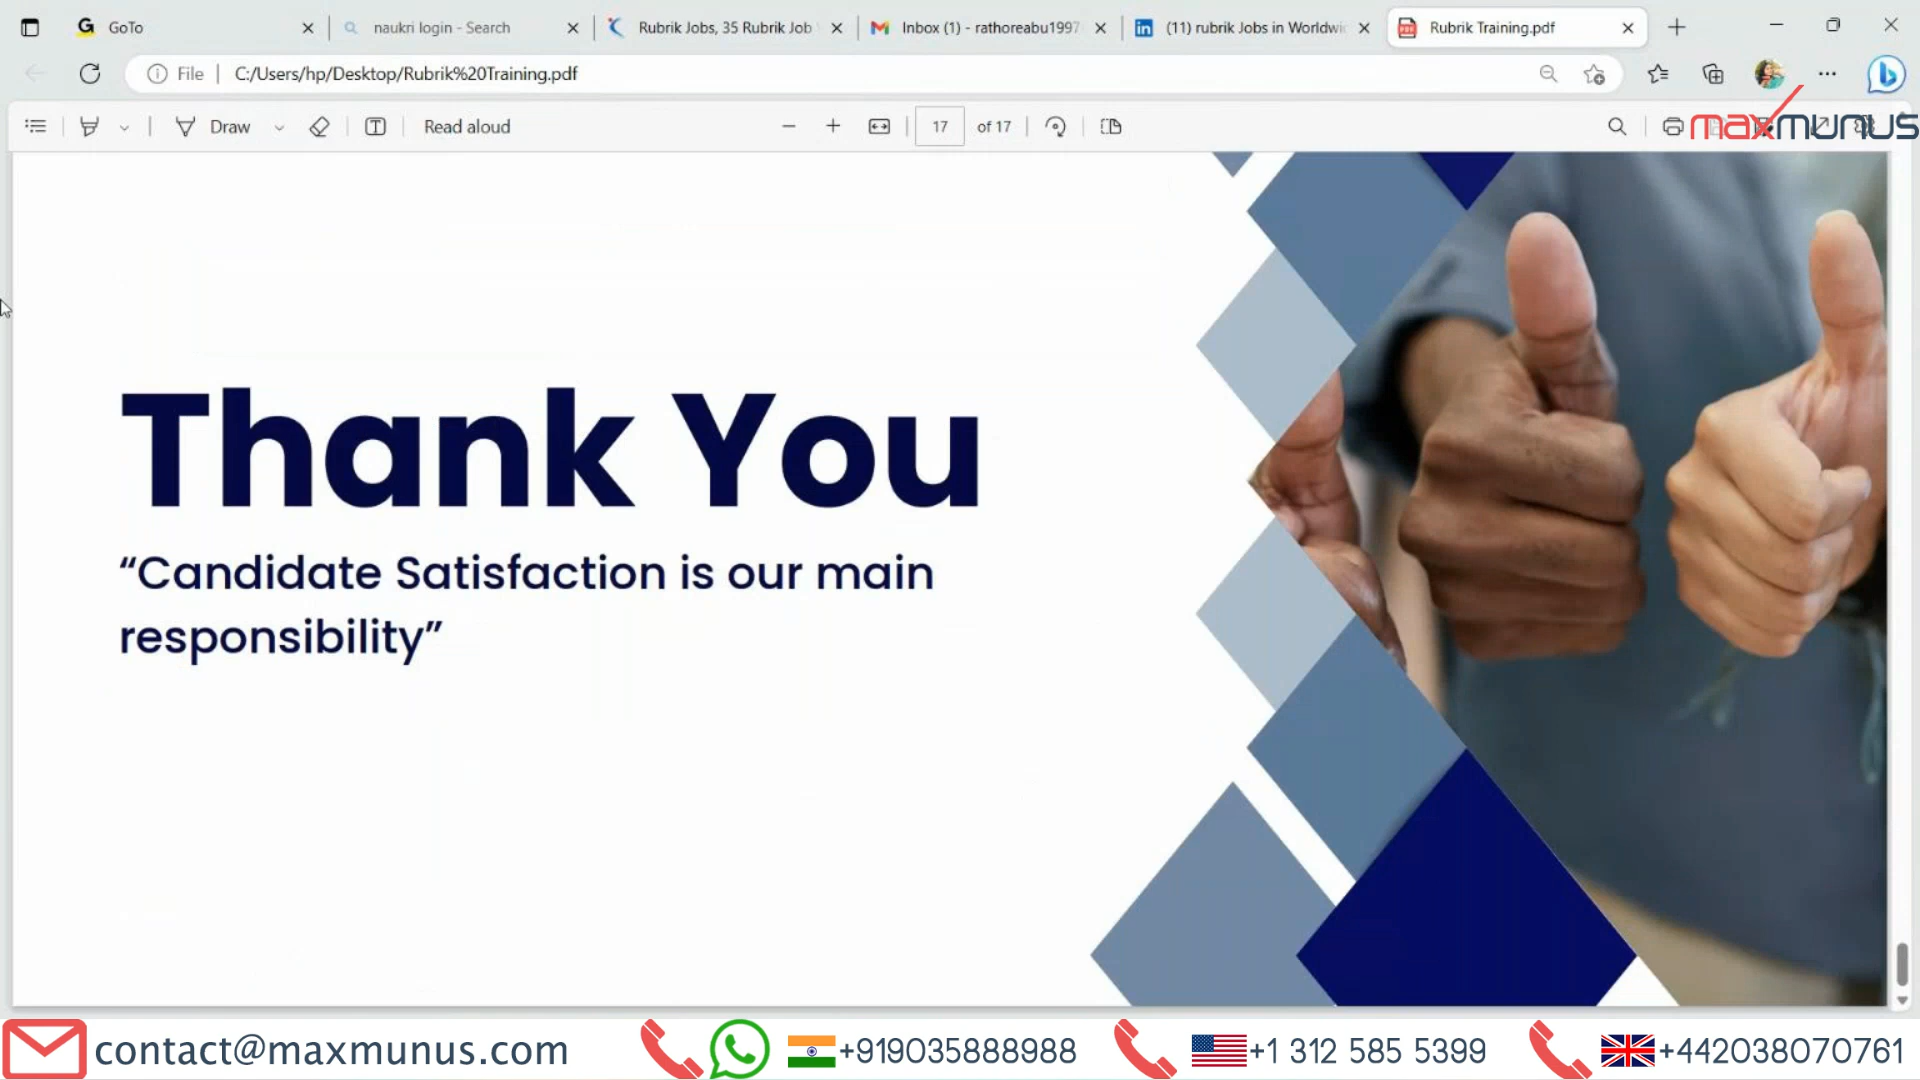 GoTo
naukri login - Search
Rubrik Jobs, 35 Rubrik Job
Inbox (1) - rathoreabu1997
(11) rubrik Jobs in Worldwi
Rubrik Training.pdf
File
C:/Users/hp/Desktop/Rubrik%20Training.pdf
Draw
Read aloud
17
of 17
maxmunus
Thank You
“Candidate Satisfaction is our main
responsibility”
contact@maxmunus.com
+919035888988
+1 312 585 5399
+442038070761